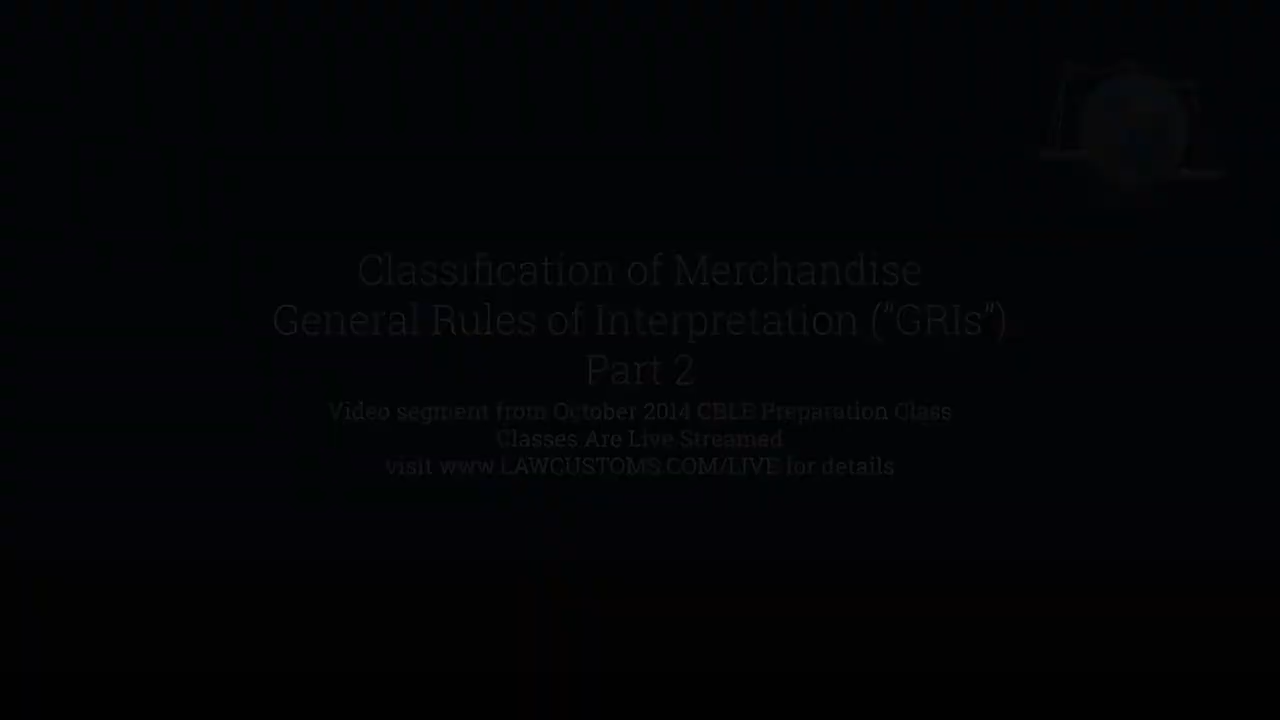 Classification of Merchandise
General Rules of Interpretation ("GRIs")
Part 2
Video segment from October 2014 CBLE Preparation Class
Classes Are Live Streamed
visit www LAWCUSTOMS.COM/LIVE for details